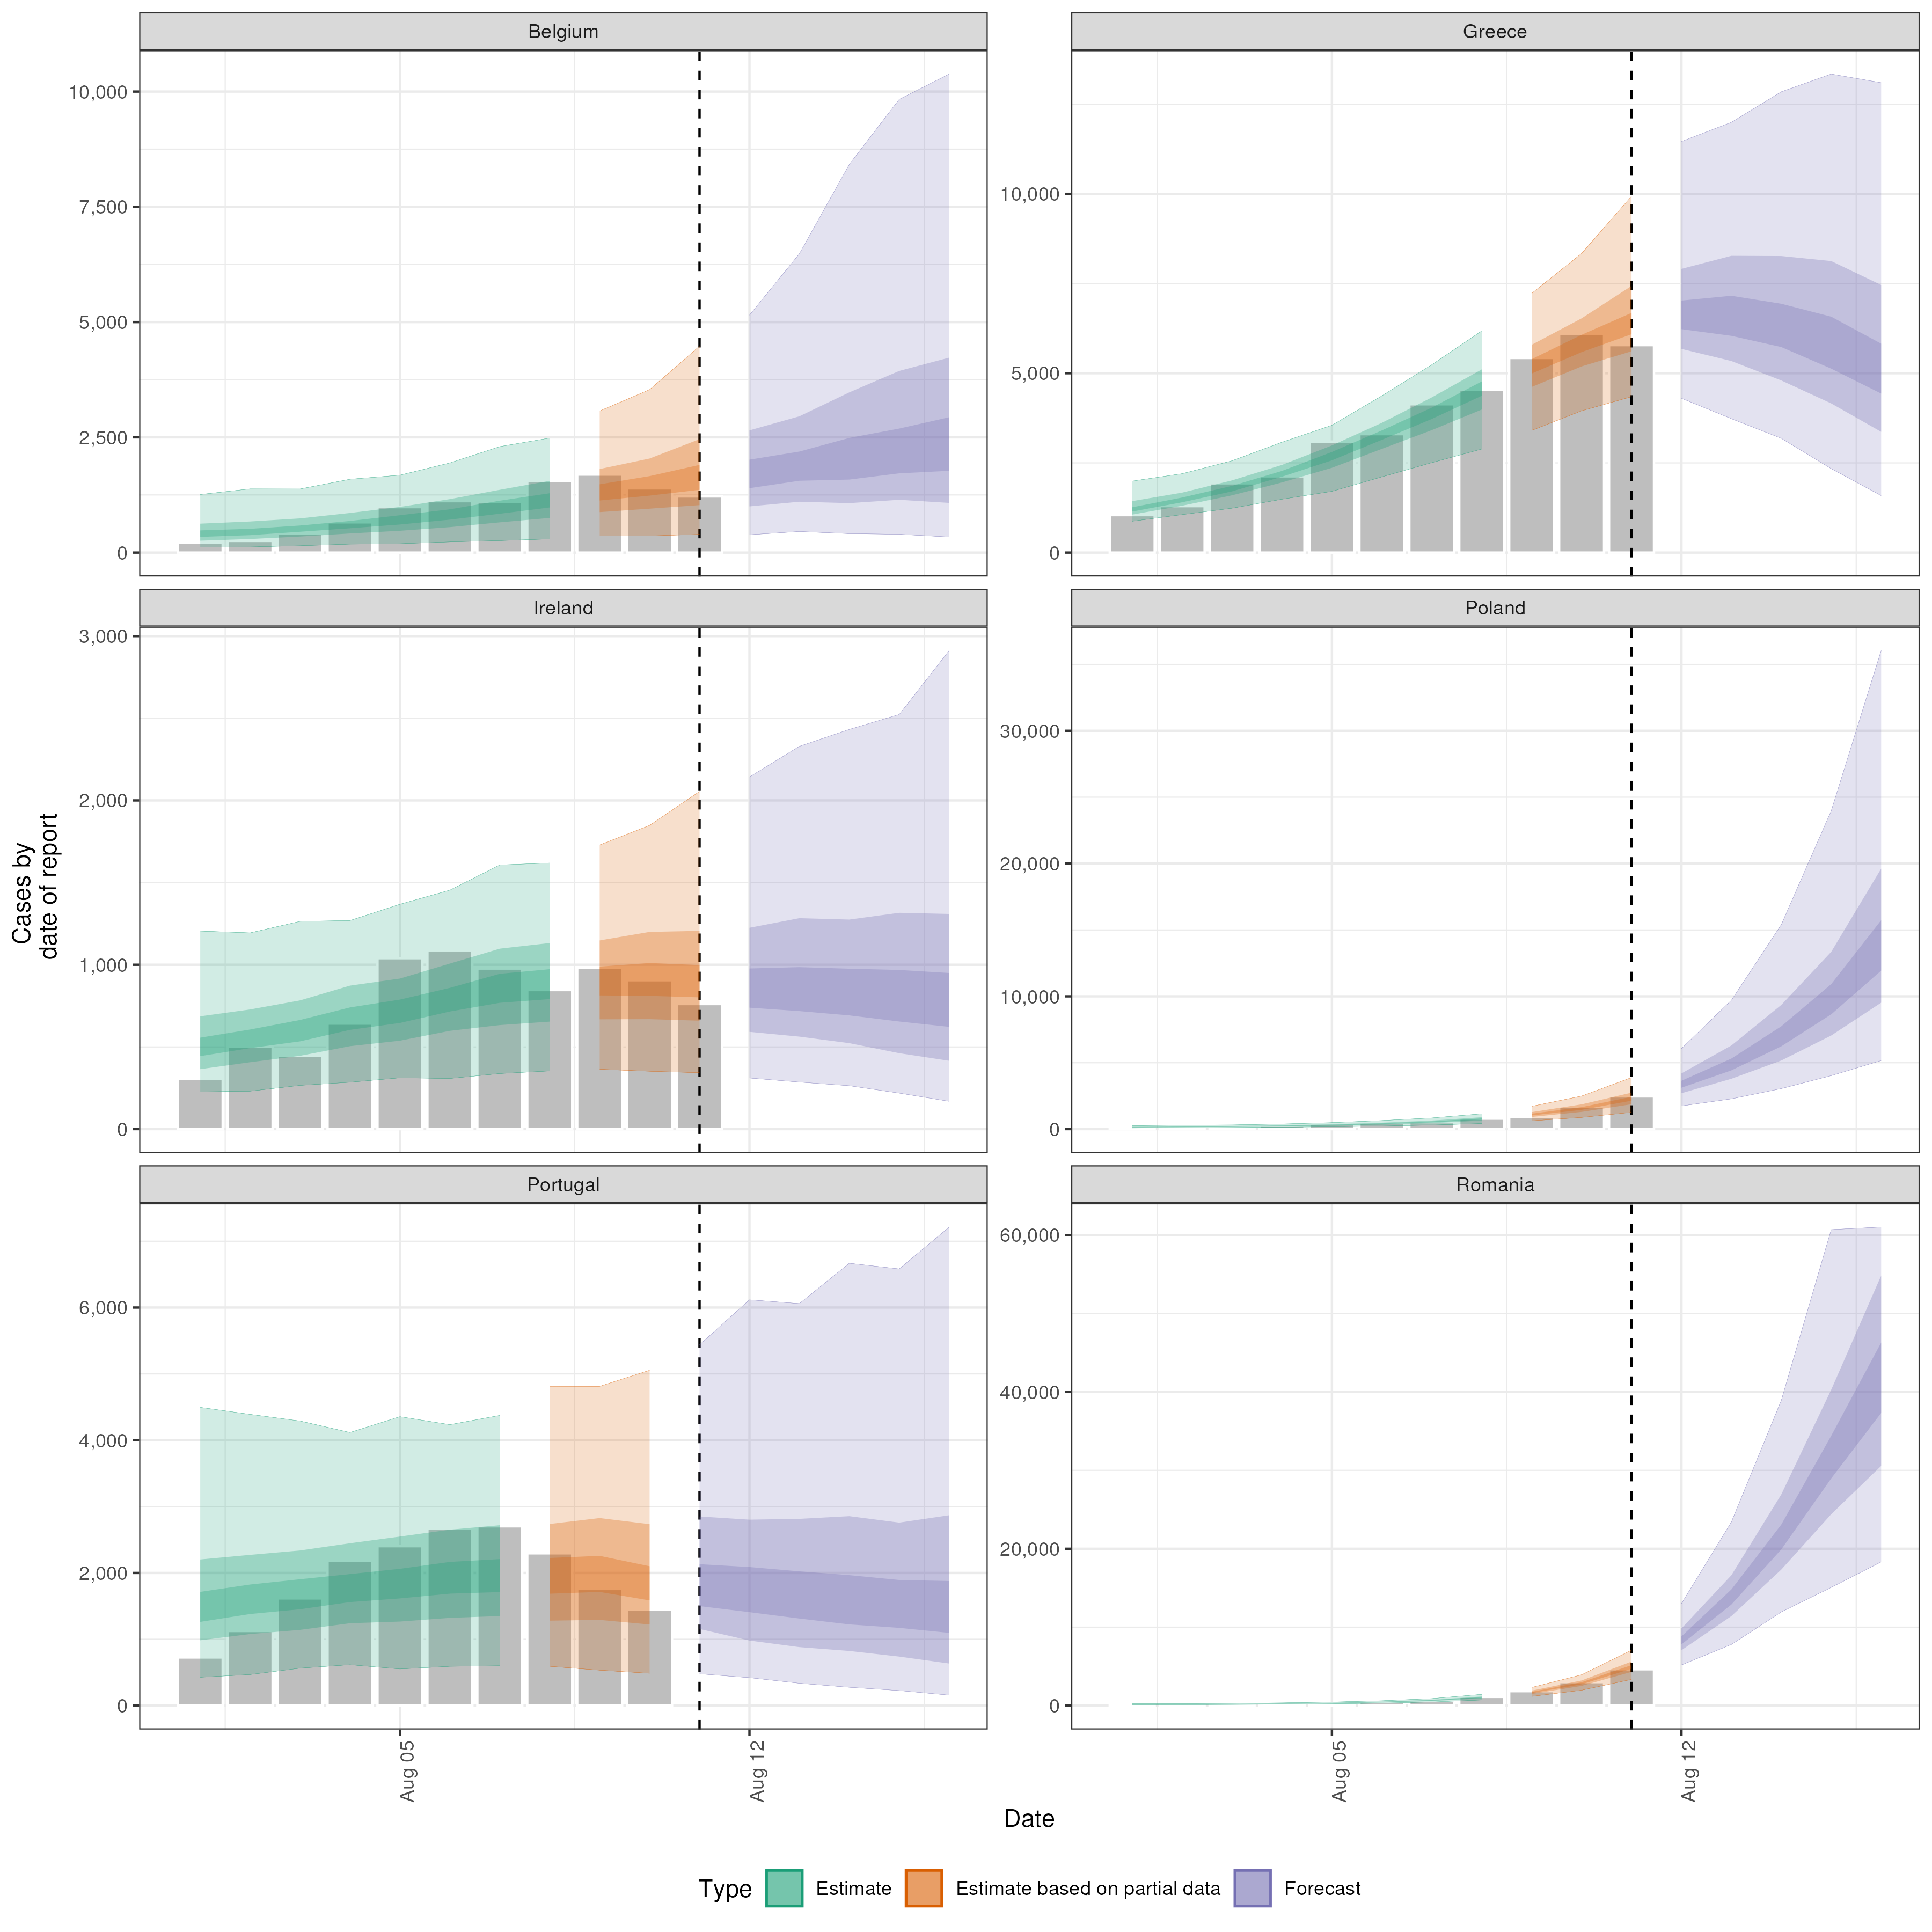 Belgium
Greece
10,000
7,500
5,000
2,500
0
10,000
5,000
0
Ireland
Poland
3,000
2,000
1,000
0
30,000
20,000
10,000
0
Portugal
Romania
6,000
4,000
2,000
0
60,000
40,000
20,000
0
Cases by
date of report
Aug 05
Aug 12
Aug 05
Aug 12
Date
Type
Estimate
Estimate based on partial data
Forecast